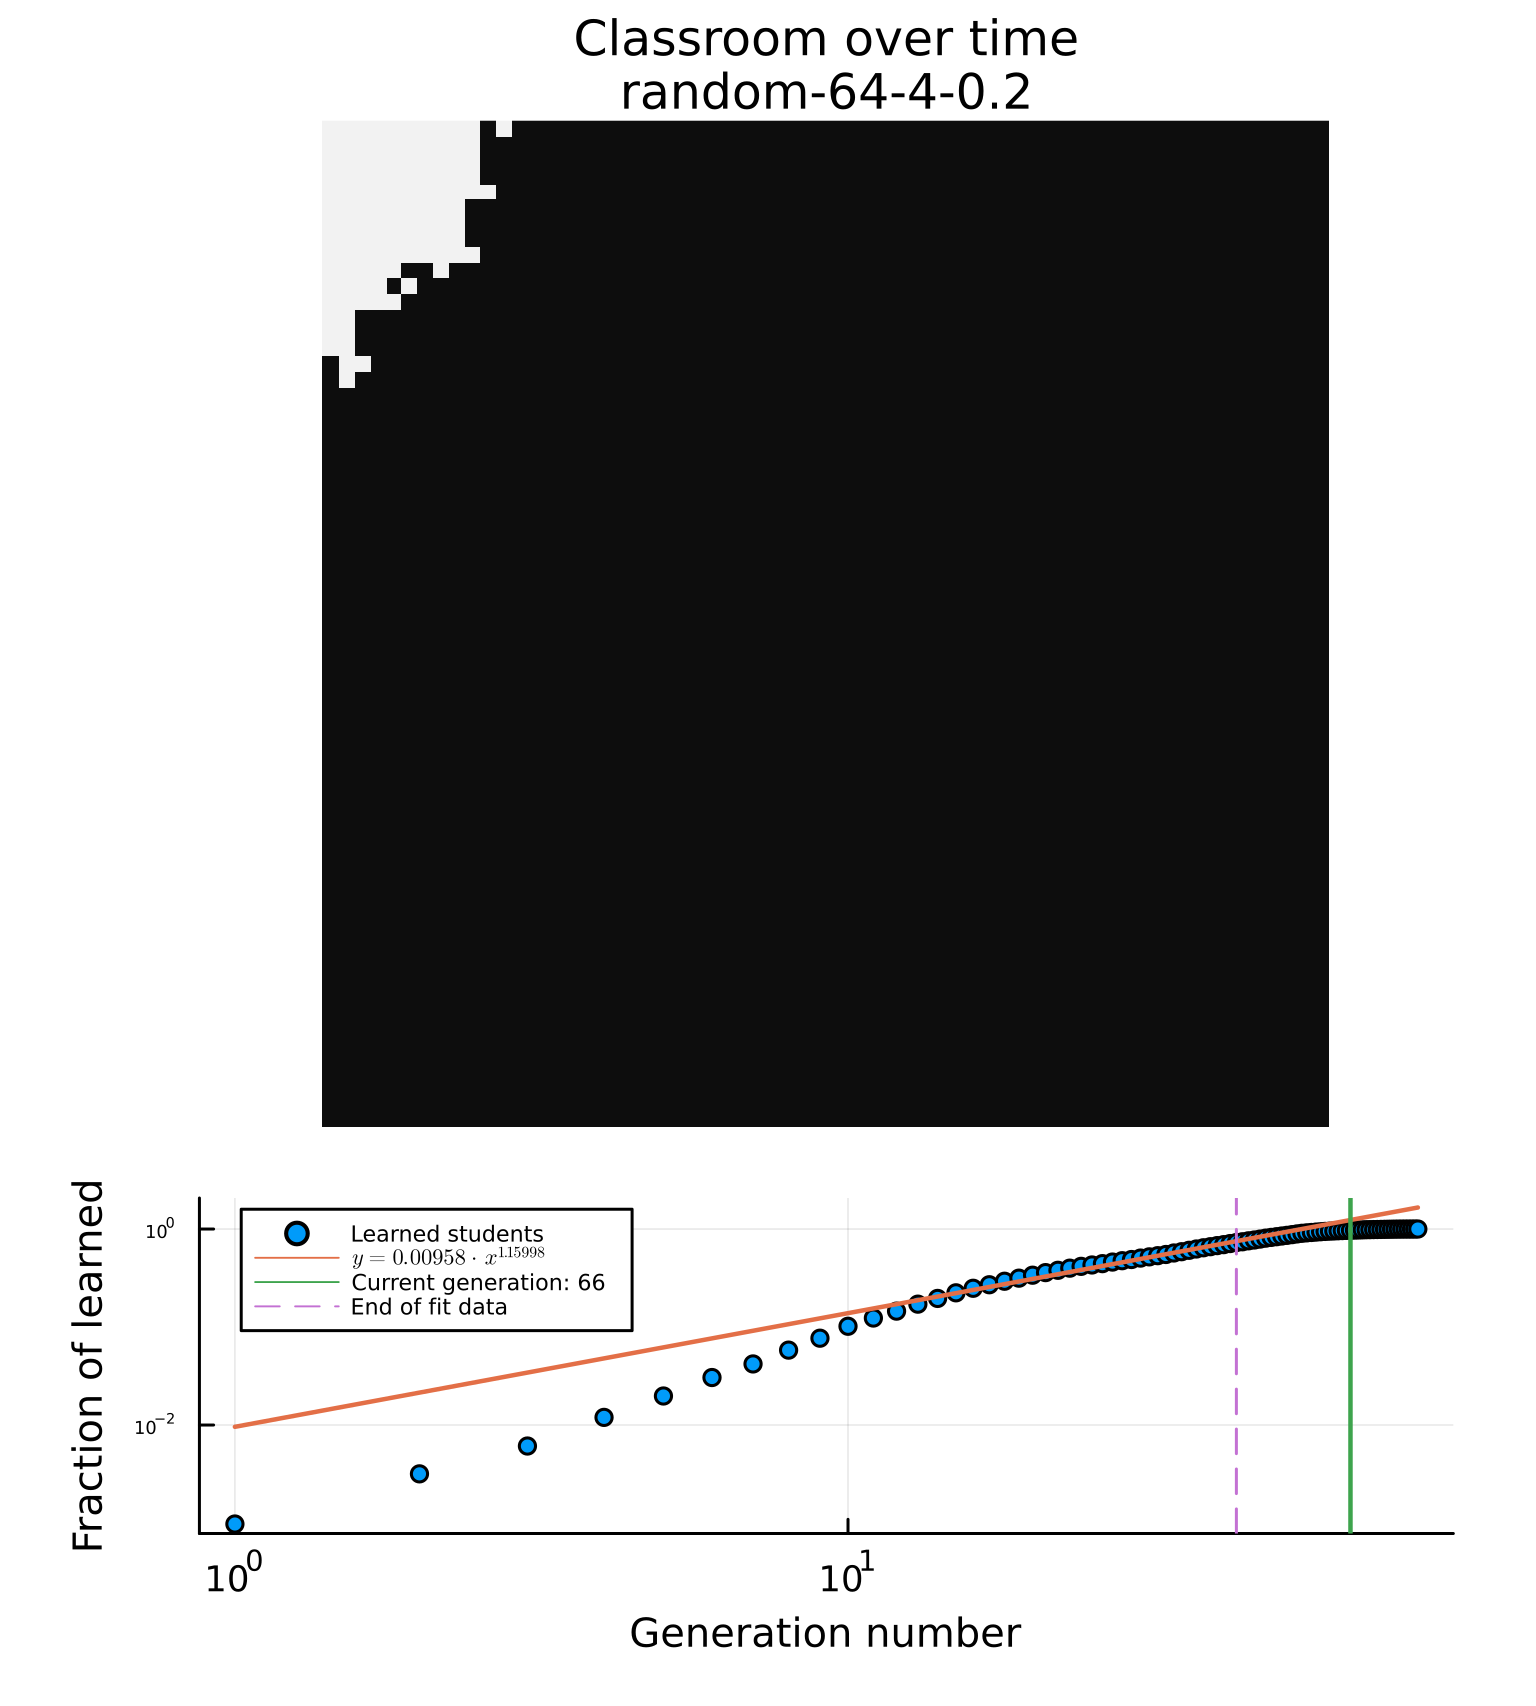 Classroom over time
random-64-4-0.2
Fraction of learned
10^0
10^-2
Learned students
y = 0.00958 · x^1.15998
Current generation: 66
End of fit data
10^0 10^1
Generation number